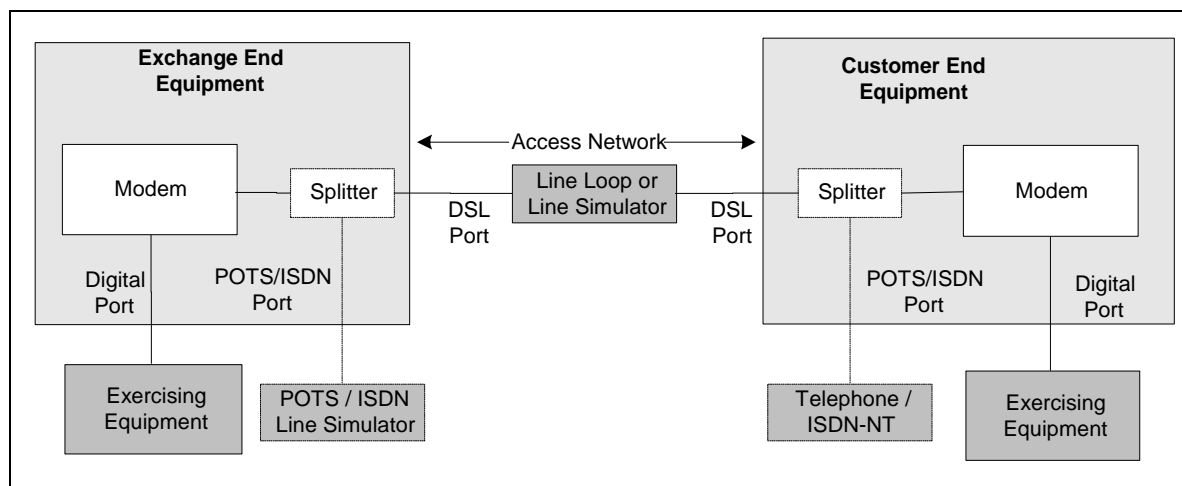 Exchange End
Equipment
Customer End
Equipment
Access Network
Modem
Splitter
Line Loop or
Line Simulator
Splitter
Modem
DSL
Port
DSL
Port
Digital
Port
POTS/ISDN
Port
POTS/ISDN
Port
Digital
Port
Exercising
Equipment
POTS / ISDN
Line Simulator
Telephone /
ISDN-NT
Exercising
Equipment